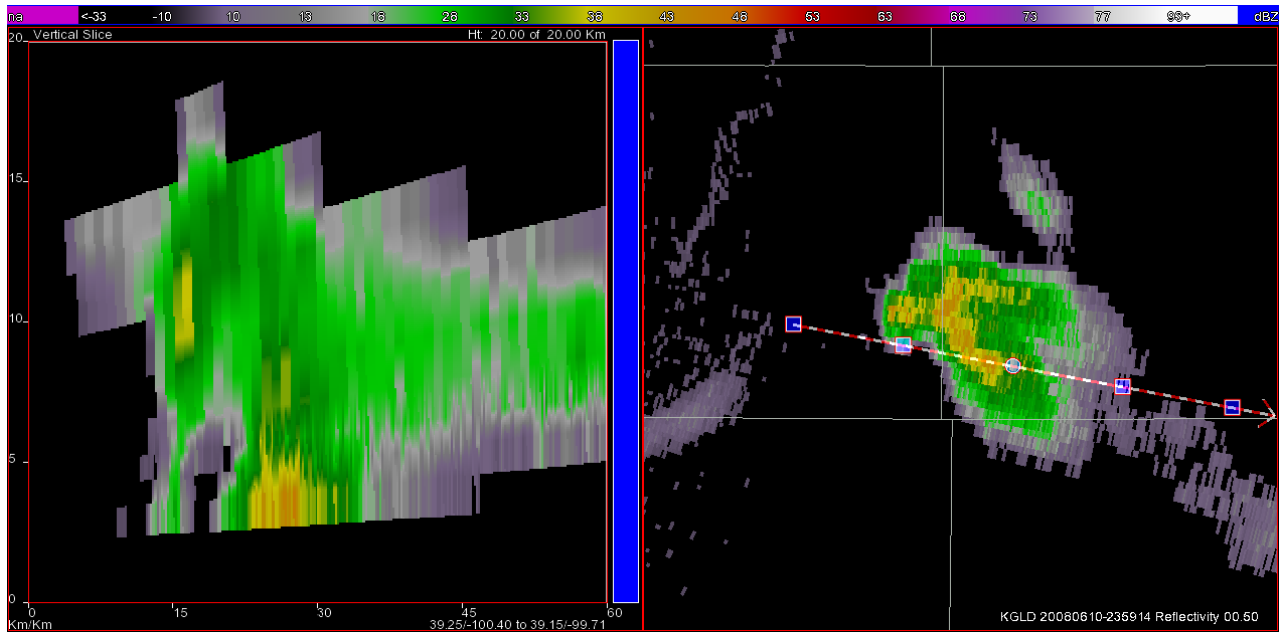 na <-33 -10 10 13 18 28 33 38 43 48 53 63 68 73 77 99+ dBZ
20 Vertical Slice Ht: 20.00 of 20.00 Km
15
10
5
0
0 15 30 45 60
Km/Km 39.25/-100.40 to 39.15/-99.71
KGLD 20080610-235914 Reflectivity 00.50